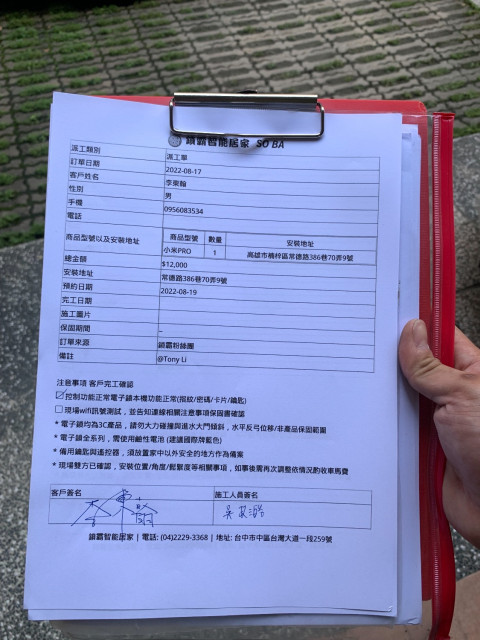 鎖霸智能居家 SO BA
派工類別 派工單
訂單日期 2022-08-17
客戶姓名 李東翰
性別 男
手機 0956083534
電話
商品型號以及安裝地址 商品型號 數量 安裝地址
小米PRO 1 高雄市楠梓區常德路386巷70弄9號
總金額 $12,000
安裝地址 常德路386巷70弄9號
預約日期 2022-08-19
完工日期
施工圖片
保固期間 _
訂單來源 鎖霸粉絲團
備註 @Tony Li
注意事項 客戶完工確認
控制功能正常電子鎖本機功能正常(指紋/密碼/卡片/鑰匙)
現場wifi訊號測試，並告知連線相關注意事項保固書確認
* 電子鎖均為3C產品，請勿大力碰撞與潑水大門傾斜，水平反弓位移/非產品保固範圍
* 電子鎖全系列，需使用鹼性電池 (建議國際牌藍色)
* 備用鑰匙與遙控器，須放置家中以外安全的地方作為備案
* 現場雙方已確認，安裝位置/角度/鬆緊度等相關事項，如事後需再次調整依情況酌收車馬費
客戶簽名 施工人員簽名
鎖霸智能居家 | 電話: (04)2229-3368 | 地址: 台中市中區台灣大道一段259號